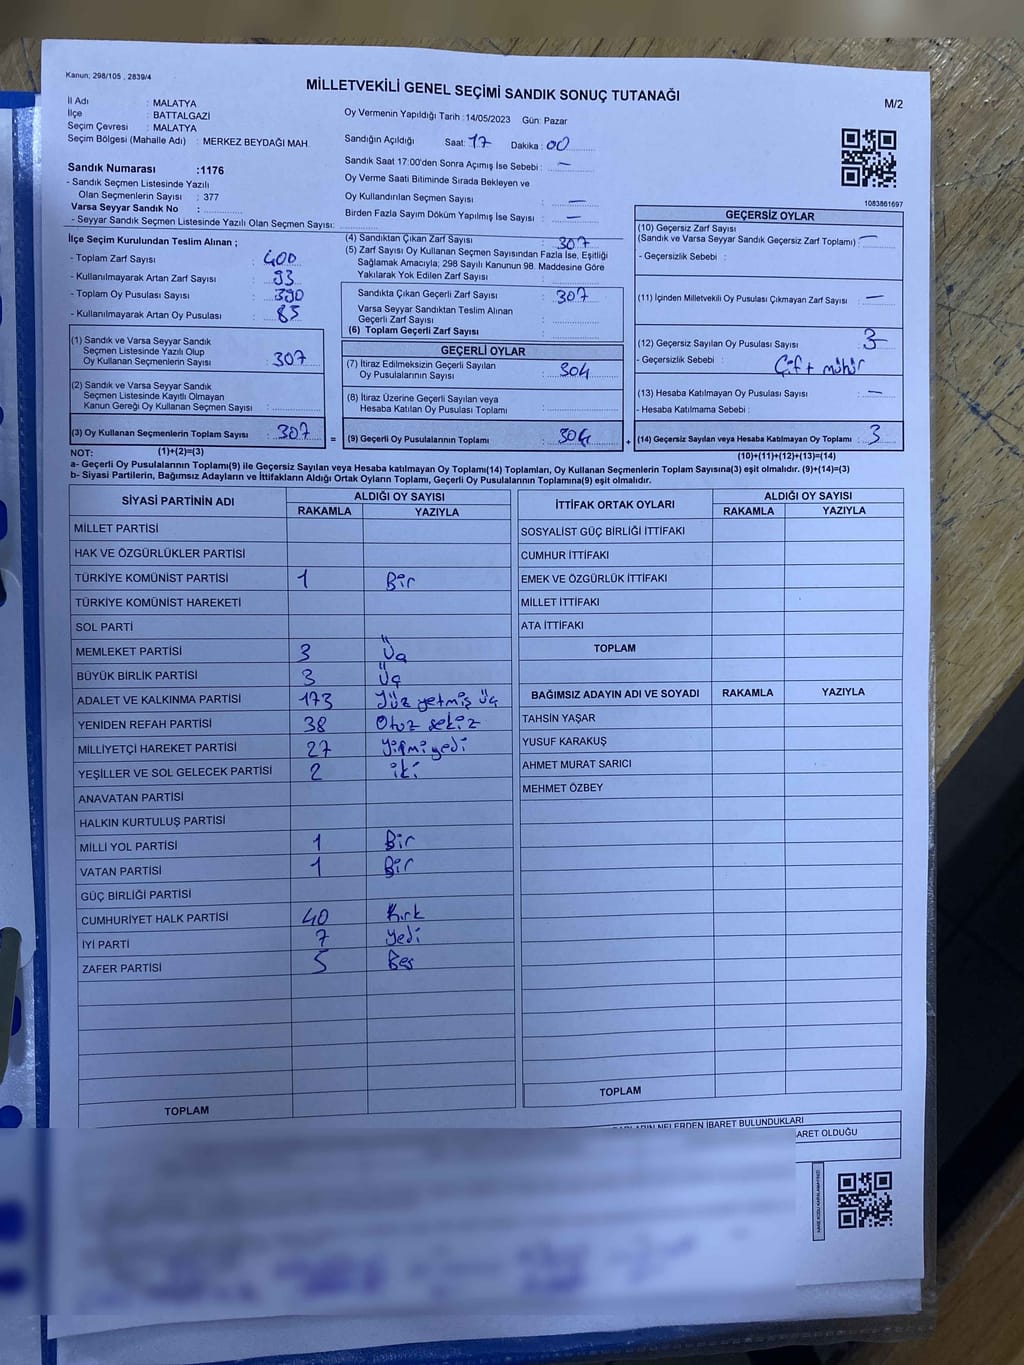 Kanun; 298/105 , 2839/4
MİLLETVEKİLİ GENEL SEÇİMİ SANDIK SONUÇ TUTANAĞI
M/2
İl Adı : MALATYA
İlçe : BATTALGAZİ
Seçim Çevresi : MALATYA
Seçim Bölgesi (Mahalle Adı) : MERKEZ BEYDAĞI MAH.
Sandık Numarası :1176
- Sandık Seçmen Listesinde Yazılı
Olan Seçmenlerin Sayısı : 377
Varsa Seyyar Sandık No :
- Seyyar Sandık Seçmen Listesinde Yazılı Olan Seçmen Sayısı:
Oy Vermenin Yapıldığı Tarih : 14/05/2023 Gün: Pazar
Sandığın Açıldığı Saat: 17 Dakika : 00
Sandık Saat 17:00'den Sonra Açımış İse Sebebi : —
Oy Verme Saati Bitiminde Sırada Bekleyen ve
Oy Kullandırılan Seçmen Sayısı : —
Birden Fazla Sayım Döküm Yapılmış İse Sayısı : —
1083861697
İlçe Seçim Kurulundan Teslim Alınan ;
- Toplam Zarf Sayısı : 400
- Kullanılmayarak Artan Zarf Sayısı : 93
- Toplam Oy Pusulası Sayısı : 390
- Kullanılmayarak Artan Oy Pusulası : 83
(1) Sandık ve Varsa Seyyar Sandık
Seçmen Listesinde Yazılı Olup
Oy Kullanan Seçmenlerin Sayısı : 307
(2) Sandık ve Varsa Seyyar Sandık
Seçmen Listesinde Kayıtlı Olmayan
Kanun Gereği Oy Kullanan Seçmen Sayısı :
(3) Oy Kullanan Seçmenlerin Toplam Sayısı : 307
(1)+(2)=(3)
(4) Sandıktan Çıkan Zarf Sayısı : 307
(5) Zarf Sayısı Oy Kullanan Seçmen Sayısından Fazla İse, Eşitliği
Sağlamak Amacıyla; 298 Sayılı Kanunun 98. Maddesine Göre
Yakılarak Yok Edilen Zarf Sayısı :
Sandıkta Çıkan Geçerli Zarf Sayısı : 307
Varsa Seyyar Sandıktan Teslim Alınan
Geçerli Zarf Sayısı :
(6) Toplam Geçerli Zarf Sayısı :
GEÇERLİ OYLAR
(7) İtiraz Edilmeksizin Geçerli Sayılan
Oy Pusulalarının Sayısı : 304
(8) İtiraz Üzerine Geçerli Sayılan veya
Hesaba Katılan Oy Pusulası Toplamı :
= (9) Geçerli Oy Pusulalarının Toplamı : 304 +
GEÇERSİZ OYLAR
(10) Geçersiz Zarf Sayısı
(Sandık ve Varsa Seyyar Sandık Geçersiz Zarf Toplamı) : —
- Geçersizlik Sebebi :
(11) İçinden Milletvekili Oy Pusulası Çıkmayan Zarf Sayısı : —
(12) Geçersiz Sayılan Oy Pusulası Sayısı : 3
- Geçersizlik Sebebi : Çift mühür
(13) Hesaba Katılmayan Oy Pusulası Sayısı : —
- Hesaba Katılmama Sebebi :
(14) Geçersiz Sayılan veya Hesaba Katılmayan Oy Toplamı : 3
(10)+(11)+(12)+(13)=(14)
NOT:
a- Geçerli Oy Pusulalarının Toplamı(9) ile Geçersiz Sayılan veya Hesaba katılmayan Oy Toplamı(14) Toplamları, Oy Kullanan Seçmenlerin Toplam Sayısına(3) eşit olmalıdır. (9)+(14)=(3)
b- Siyasi Partilerin, Bağımsız Adayların ve İttifakların Aldığı Ortak Oyların Toplamı, Geçerli Oy Pusulalarının Toplamına(9) eşit olmalıdır.
SİYASİ PARTİNİN ADI ALDIĞI OY SAYISI
RAKAMLA YAZIYLA
MİLLET PARTİSİ
HAK VE ÖZGÜRLÜKLER PARTİSİ
TÜRKİYE KOMÜNİST PARTİSİ 1 Bir
TÜRKİYE KOMÜNİST HAREKETİ
SOL PARTİ
MEMLEKET PARTİSİ 3 Üç
BÜYÜK BİRLİK PARTİSİ 3 Üç
ADALET VE KALKINMA PARTİSİ 173 Yüz yetmiş üç
YENİDEN REFAH PARTİSİ 38 Otuz sekiz
MİLLİYETÇİ HAREKET PARTİSİ 27 Yirmi yedi
YEŞİLLER VE SOL GELECEK PARTİSİ 2 iki
ANAVATAN PARTİSİ
HALKIN KURTULUŞ PARTİSİ
MİLLİ YOL PARTİSİ 1 Bir
VATAN PARTİSİ 1 Bir
GÜÇ BİRLİĞİ PARTİSİ
CUMHURİYET HALK PARTİSİ 40 Kırk
İYİ PARTİ 7 yedi
ZAFER PARTİSİ 5 Beş
TOPLAM
İTTİFAK ORTAK OYLARI ALDIĞI OY SAYISI
RAKAMLA YAZIYLA
SOSYALİST GÜÇ BİRLİĞİ İTTİFAKI
CUMHUR İTTİFAKI
EMEK VE ÖZGÜRLÜK İTTİFAKI
MİLLET İTTİFAKI
ATA İTTİFAKI
TOPLAM
BAĞIMSIZ ADAYIN ADI VE SOYADI RAKAMLA YAZIYLA
TAHSİN YAŞAR
YUSUF KARAKUŞ
AHMET MURAT SARICI
MEHMET ÖZBEY
TOPLAM
NELERDEN İBARET BULUNDUKLARI
İBARET OLDUĞU